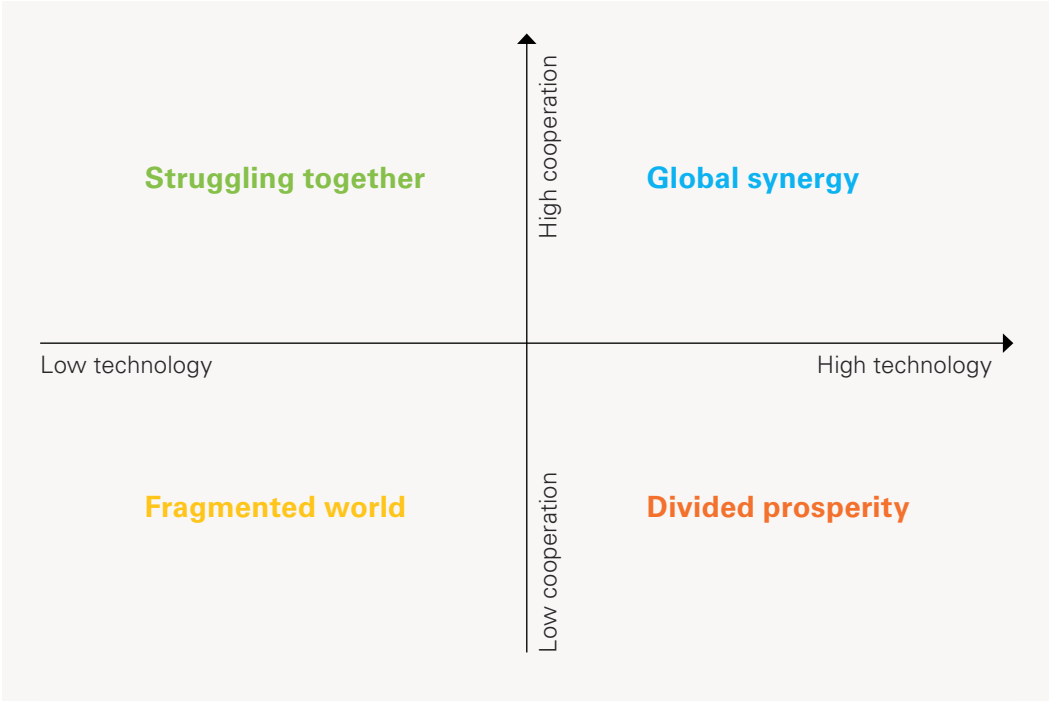 High cooperation
Struggling together
Global synergy
Low technology
High technology
Fragmented world
Divided prosperity
Low cooperation